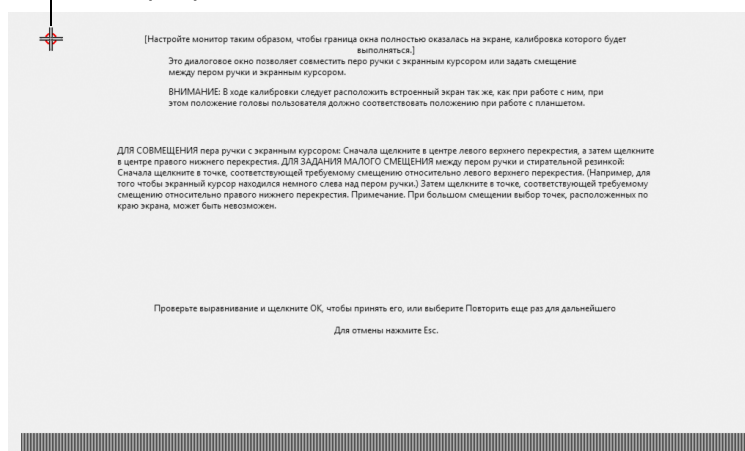 [Настройте монитор таким образом, чтобы граница окна полностью оказалась на экране, калибровка которого будет
выполняться.]
Это диалоговое окно позволяет совместить перо ручки с экранным курсором или задать смещение
между пером ручки и экранным курсором.
ВНИМАНИЕ: В ходе калибровки следует расположить встроенный экран так же, как при работе с ним, при
этом положение головы пользователя должно соответствовать положению при работе с планшетом.
ДЛЯ СОВМЕЩЕНИЯ пера ручки с экранным курсором: Сначала щелкните в центре левого верхнего перекрестия, а затем щелкните
в центре правого нижнего перекрестия. ДЛЯ ЗАДАНИЯ МАЛОГО СМЕЩЕНИЯ между пером ручки и стирательной резинкой:
Сначала щелкните в точке, соответствующей требуемому смещению относительно левого верхнего перекрестия. (Например, для
того чтобы экранный курсор находился немного слева над пером ручки.) Затем щелкните в точке, соответствующей требуемому
смещению относительно правого нижнего перекрестия. Примечание. При большом смещении выбор точек, расположенных по
краю экрана, может быть невозможен.
Проверьте выравнивание и щелкните ОК, чтобы принять его, или выберите Повторить еще раз для дальнейшего
Для отмены нажмите Esc.